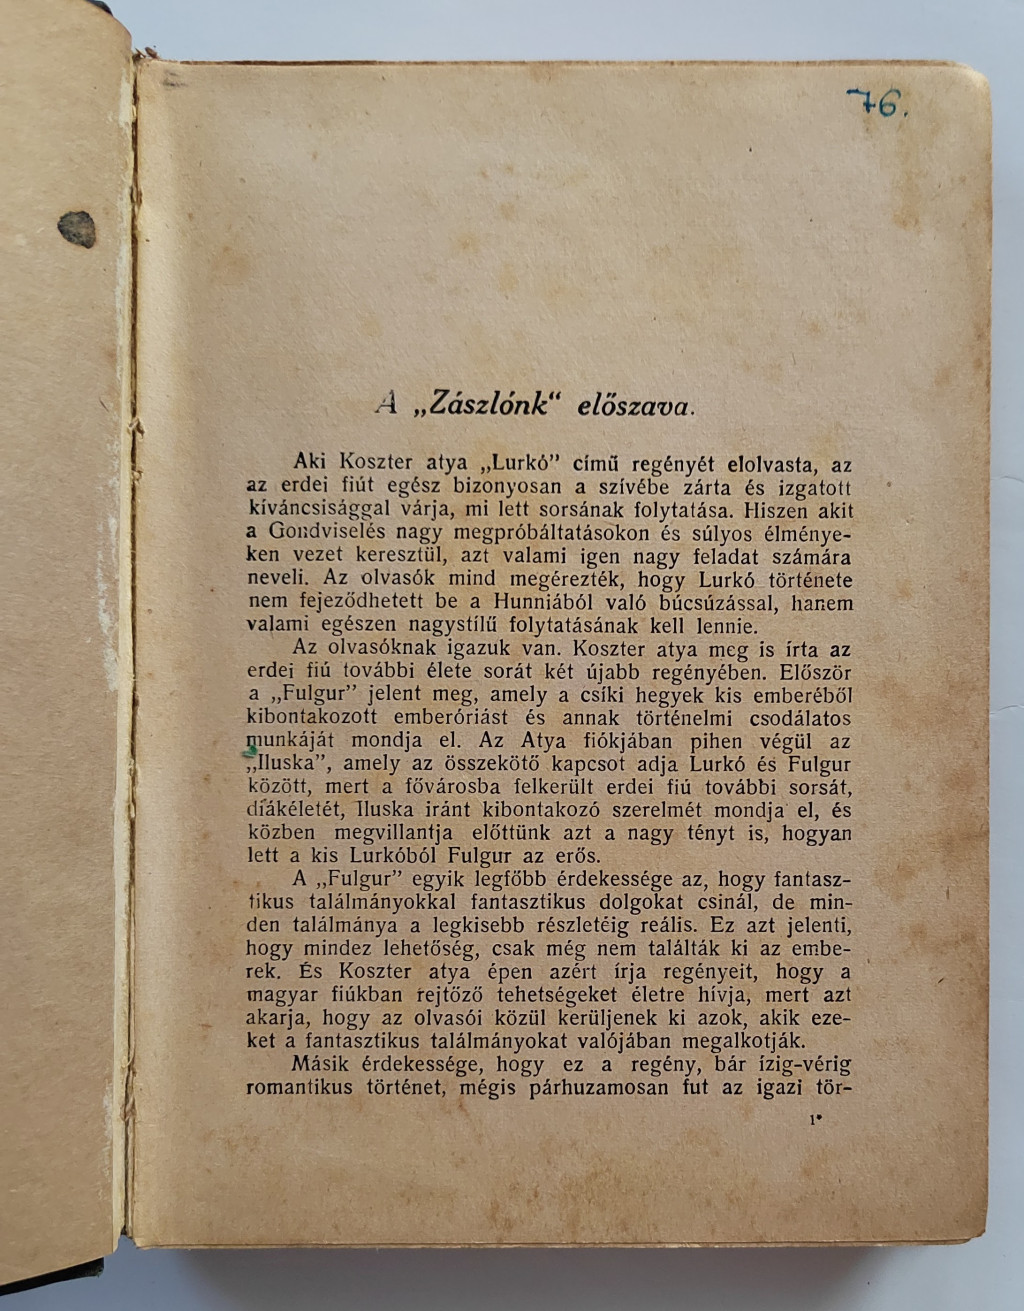 76.
A „Zászlónk“ előszava.
Aki Koszter atya „Lurkó” című regényét elolvasta, az
az erdei fiút egész bizonyosan a szívébe zárta és izgatott
kíváncsisággal várja, mi lett sorsának folytatása. Hiszen akit
a Gondviselés nagy megpróbáltatásokon és súlyos élménye-
ken vezet keresztül, azt valami igen nagy feladat számára
neveli. Az olvasók mind megérezték, hogy Lurkó története
nem fejeződhetett be a Hunniából való búcsúzással, hanem
valami egészen nagystílű folytatásának kell lennie.
Az olvasóknak igazuk van. Koszter atya meg is írta az
erdei fiú további élete sorát két újabb regényében. Először
a „Fulgur” jelent meg, amely a csíki hegyek kis emberéből
kibontakozott emberóriást és annak történelmi csodálatos
munkáját mondja el. Az Atya fiókjában pihen végül az
„Iluska”, amely az összekötő kapcsot adja Lurkó és Fulgur
között, mert a fővárosba felkerült erdei fiú további sorsát,
diákéletét, Iluska iránt kibontakozó szerelmét mondja el, és
közben megvillantja előttünk azt a nagy tényt is, hogyan
lett a kis Lurkóból Fulgur az erős.
A „Fulgur” egyik legfőbb érdekessége az, hogy fantasz-
tikus találmányokkal fantasztikus dolgokat csinál, de min-
den találmánya a legkisebb részletéig reális. Ez azt jelenti,
hogy mindez lehetőség, csak még nem találták ki az embe-
rek. És Koszter atya épen azért írja regényeit, hogy a
magyar fiúkban rejtőző tehetségeket életre hívja, mert azt
akarja, hogy az olvasói közül kerüljenek ki azok, akik eze-
ket a fantasztikus találmányokat valójában megalkotják.
Másik érdekessége, hogy ez a regény, bár ízig-vérig
romantikus történet, mégis párhuzamosan fut az igazi tör-
1*